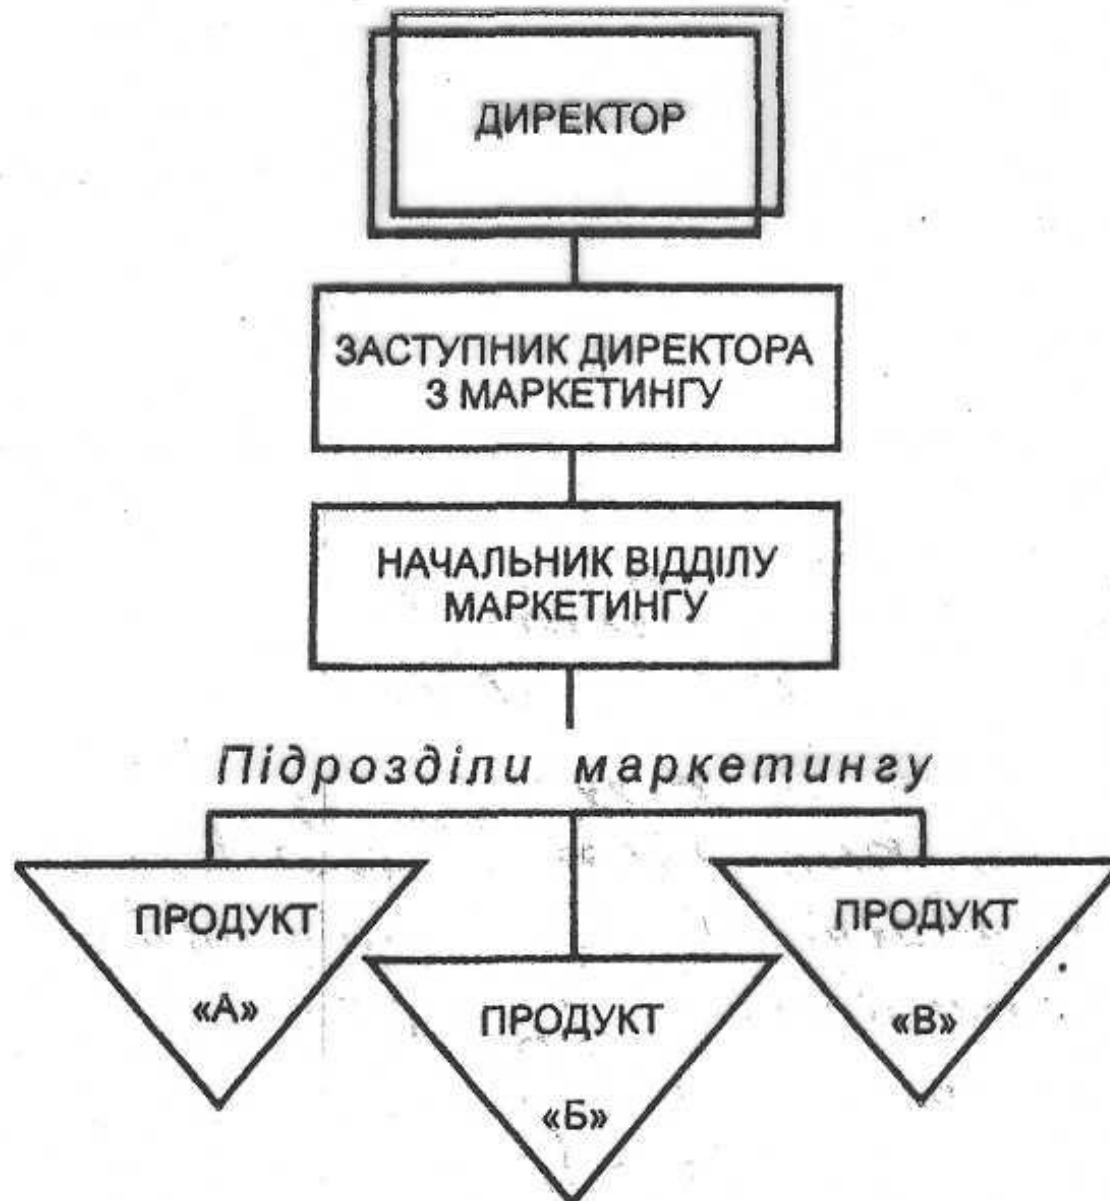 ДИРЕКТОР
ЗАСТУПНИК ДИРЕКТОРА
З МАРКЕТИНГУ
НАЧАЛЬНИК ВІДДІЛУ
МАРКЕТИНГУ
Підрозділи маркетингу
ПРОДУКТ
«А»
ПРОДУКТ
«Б»
ПРОДУКТ
«В»